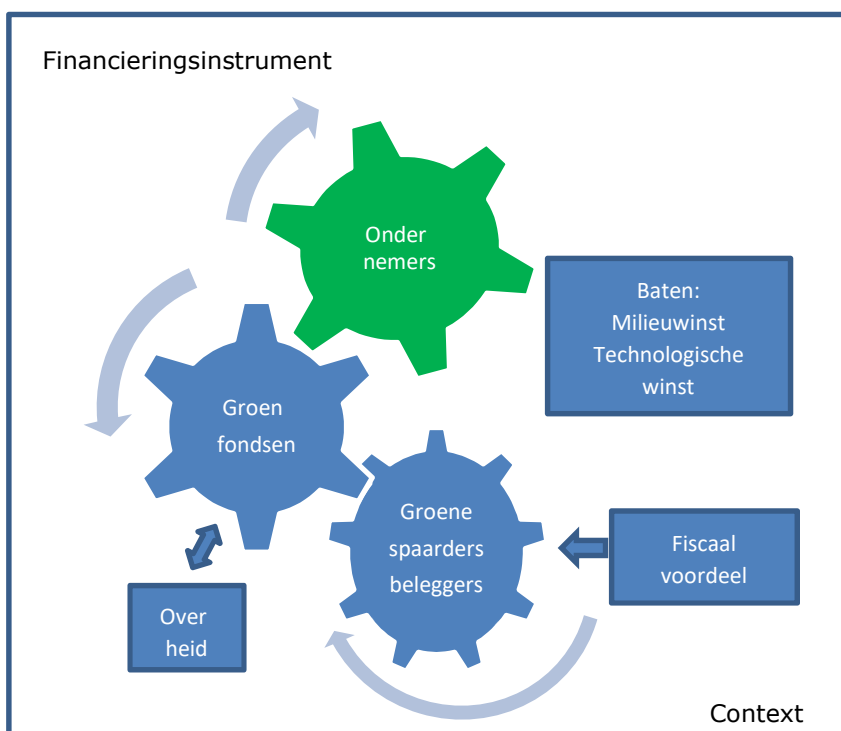 Financieringsinstrument
Onder
nemers
Baten:
Milieuwinst
Technologische
winst
Groen
fondsen
Groene
spaarders
beleggers
Fiscaal
voordeel
Over
heid
Context